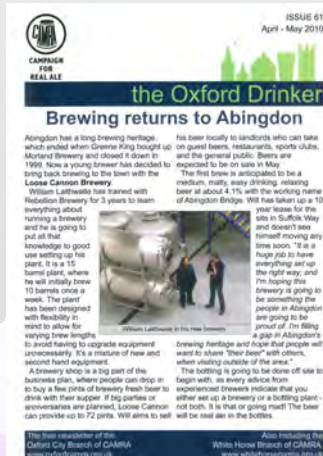 ISSUE 61
April - May 2010
CAMRA
CAMPAIGN
FOR
REAL ALE
the Oxford Drinker
Brewing returns to Abingdon
Abingdon has a long brewing heritage,
which ended when Greene King bought up
Morland Brewery and closed it down in
1999. Now a young brewer has decided to
bring back brewing to the town with the
Loose Cannon Brewery.
William Laithwaite has trained with
Rebellion Brewery for 3 years to learn
everything about
running a brewery
and he is going to
put all that
knowledge to good
use setting up his
plant. It is a 15
barrel plant, where
he will initially brew
10 barrels once a
week. The plant
has been designed
with flexibility in
mind to allow for
varying brew lengths
to avoid having to upgrade equipment
unnecessarily. It's a mixture of new and
second hand equipment.
A brewery shop is a big part of the
business plan, where people can drop in
to buy a few pints of brewery fresh beer to
drink with their supper. If big parties or
anniversaries are planned, Loose Cannon
can provide up to 72 pints. Will aims to sell
his beer locally to landlords who can take
on guest beers, restaurants, sports clubs,
and the general public. Beers are
expected to be on sale in May.
The first brew is anticipated to be a
medium, malty, easy drinking, relaxing
beer at about 4.1% with the working name
of Abingdon Bridge. Will has taken up a 10
year lease for the
site in Suffolk Way
and doesn't see
himself moving any
time soon. "It is a
huge job to have
everything set up
the right way; and
I'm hoping this
brewery is going to
be something the
people in Abingdon
are going to be
proud of. I'm filling
a gap in Abingdon's
brewing heritage and hope that people will
want to share "their beer" with others,
when visiting outside of the area."
The bottling is going to be done off site to
begin with, as every advice from
experienced brewers indicate that you
either set up a brewery or a bottling plant -
not both. It is that or going mad! The beer
will be real ale in the bottles.
William Laithwaite in his new brewery
The free newsletter of the
Oxford City Branch of CAMRA
www.oxfordcamra.org.uk
Also including the
White Horse Branch of CAMRA
www.whitehorsecamra.org.uk